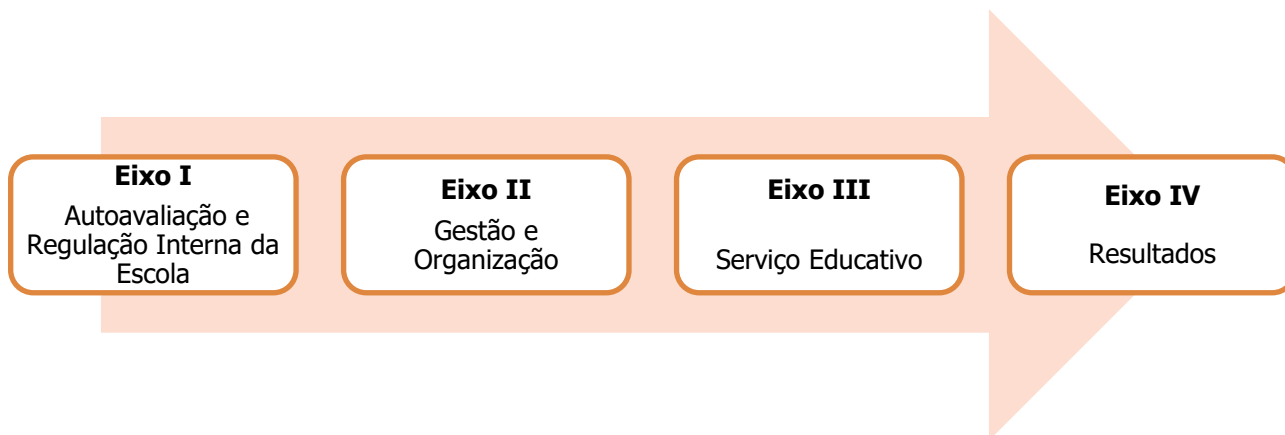 Eixo I
Autoavaliação e
Regulação Interna da
Escola
Eixo II
Gestão e
Organização
Eixo III
Serviço Educativo
Eixo IV
Resultados